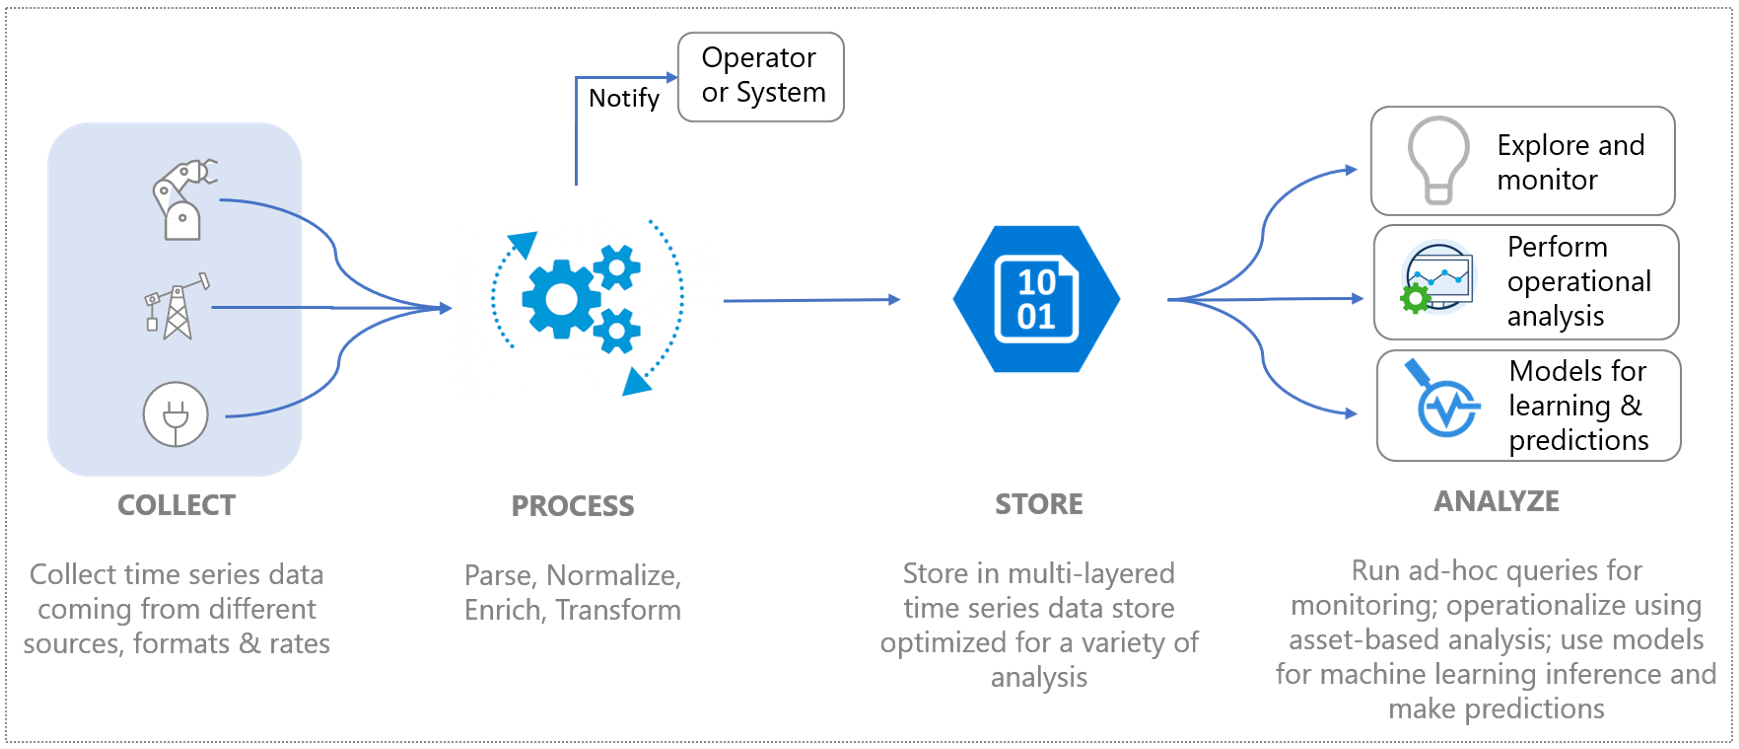 Operator
or System
Notify
10
01
Explore and
monitor
Perform
operational
analysis
Models for
learning &
predictions
COLLECT
Collect time series data
coming from different
sources, formats & rates
PROCESS
Parse, Normalize,
Enrich, Transform
STORE
Store in multi-layered
time series data store
optimized for a variety of
analysis
ANALYZE
Run ad-hoc queries for
monitoring; operationalize using
asset-based analysis; use models
for machine learning inference and
make predictions